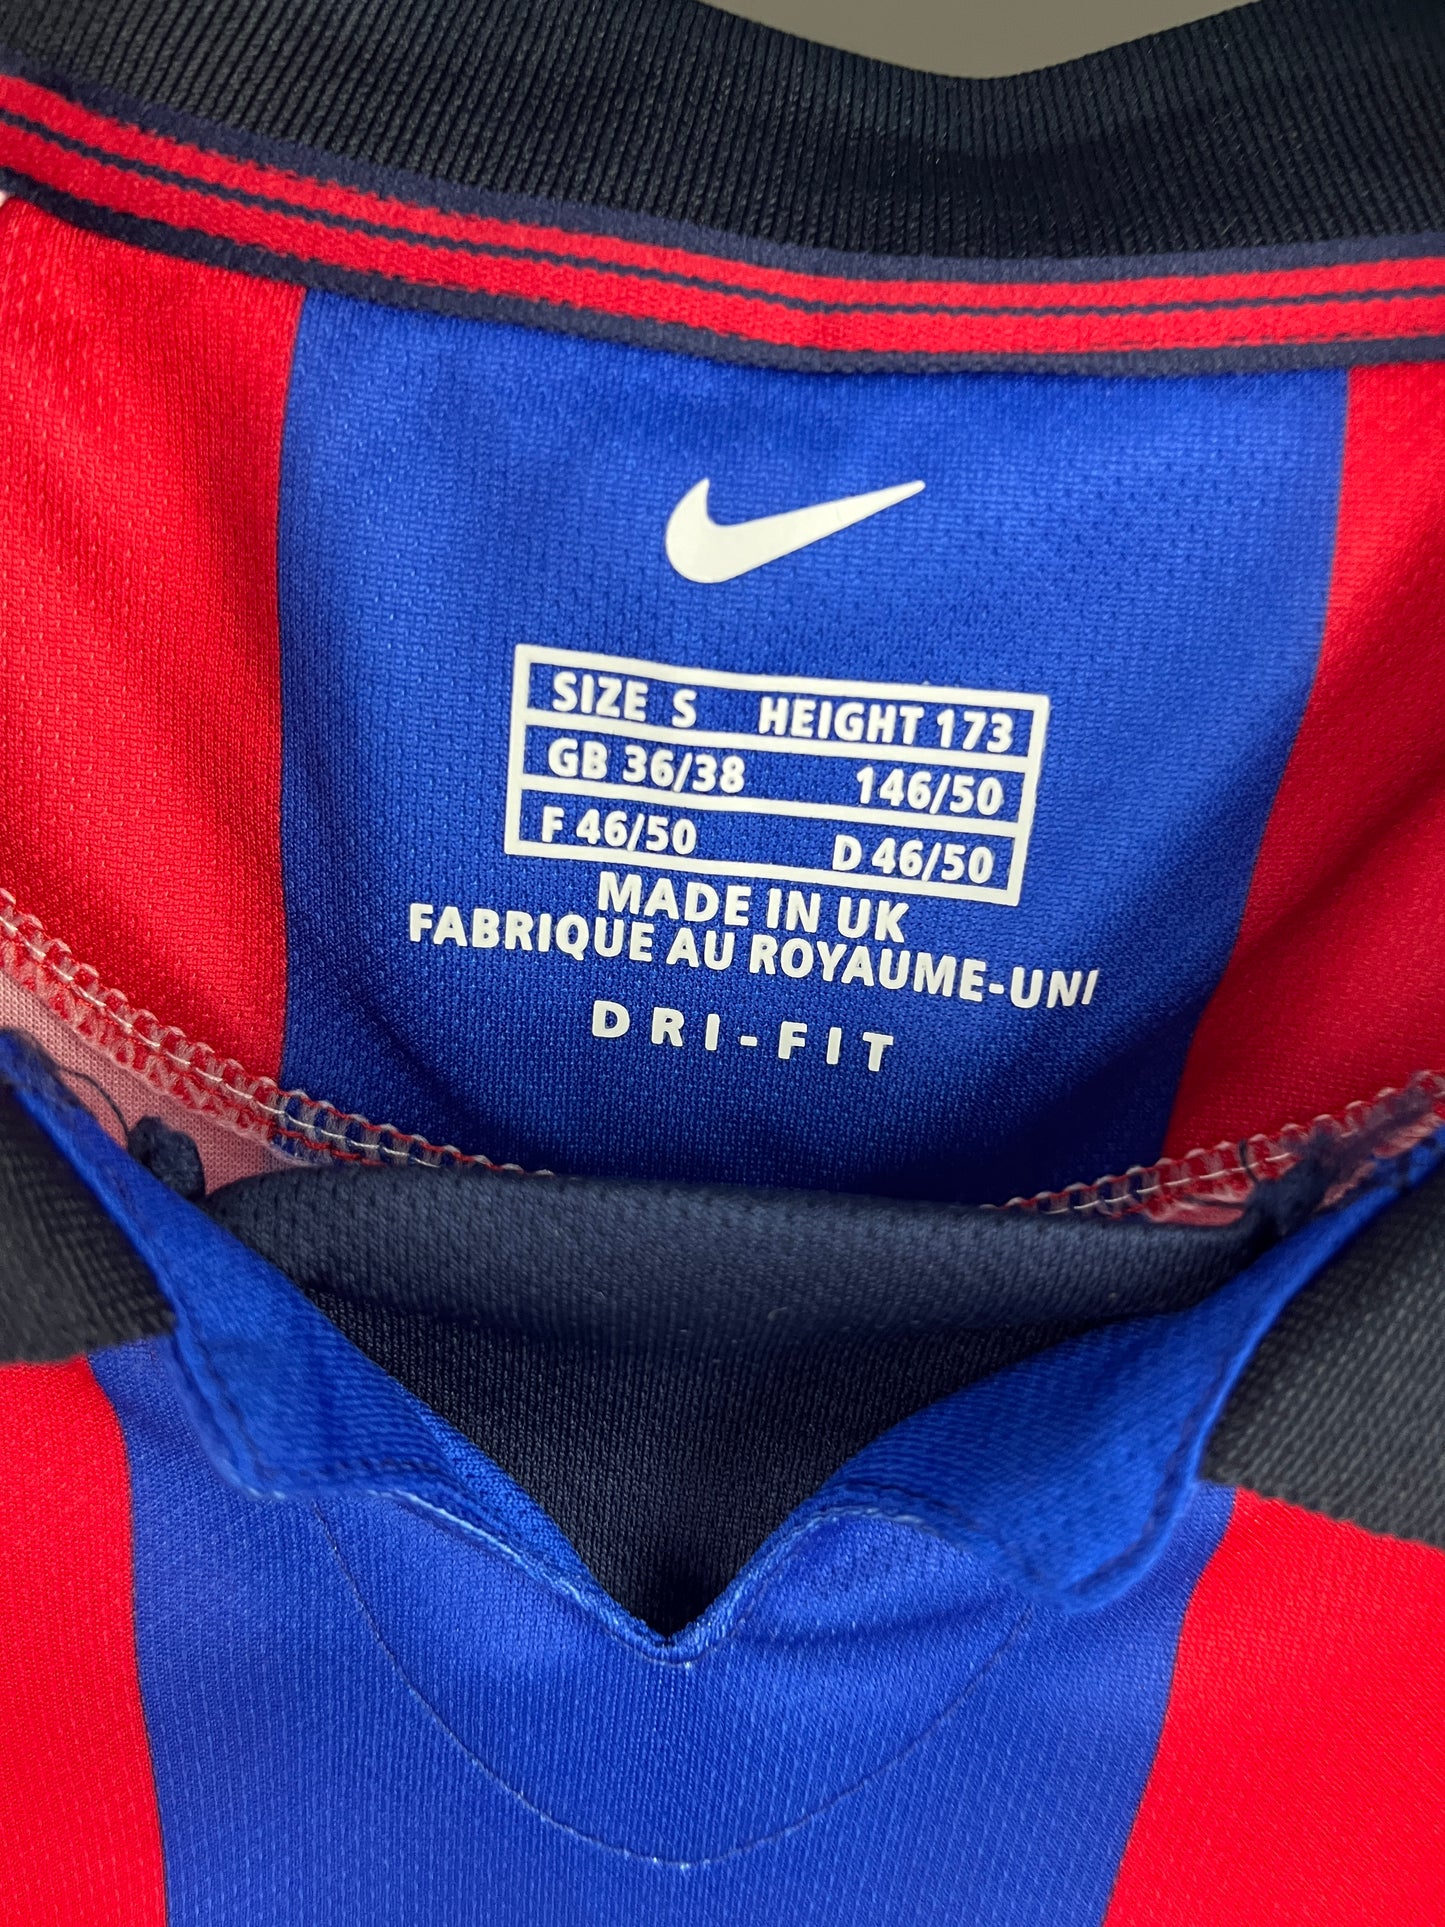 SIZE S HEIGHT 173
GB 36/38 146/50
F 46/50 D 46/50
MADE IN UK
FABRIQUE AU ROYAUME-UNI
DRI-FIT